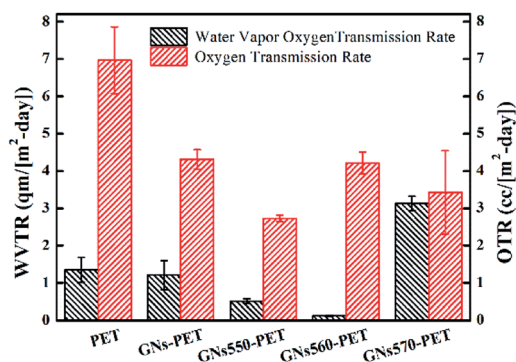 Water Vapor OxygenTransmission Rate
Oxygen Transmission Rate
WVTR (qm/[m²-day)
8
7
6
5
4
3
2
1
0
OTR (cc/[m²-day)
8
7
6
5
4
3
2
1
0
PET
GNs-PET
GNs550-PET
GNs560-PET
GNs570-PET